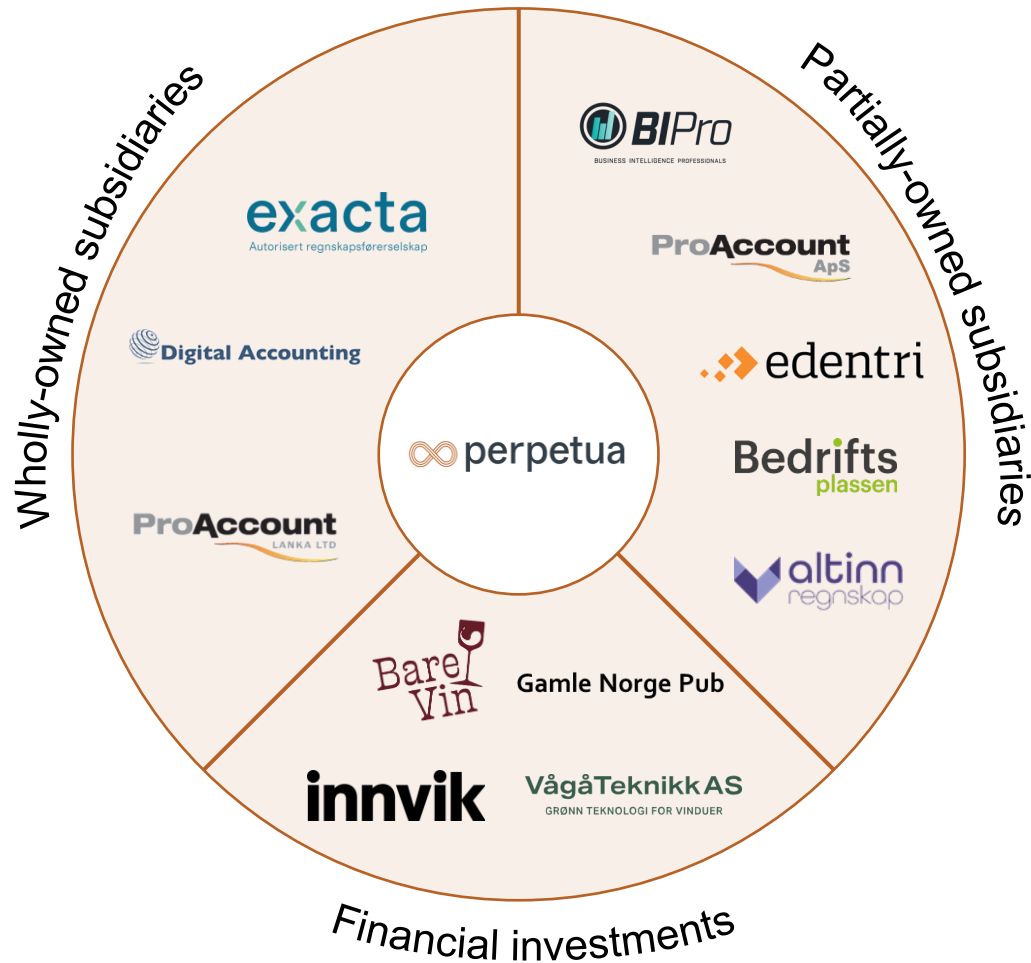 Wholly-owned subsidiaries
exacta
Autorisert regnskapsførerselskap
Digital Accounting
ProAccount
LANKA LTD
Partially-owned subsidiaries
BIPro
BUSINESS INTELLIGENCE PROFESSIONALS
ProAccount
ApS
edentri
Bedrifts
plassen
altinn
regnskap
perpetua
Bare
Vin
Gamle Norge Pub
innvik
VågåTeknikk AS
GRØNN TEKNOLOGI FOR VINDUER
Financial investments